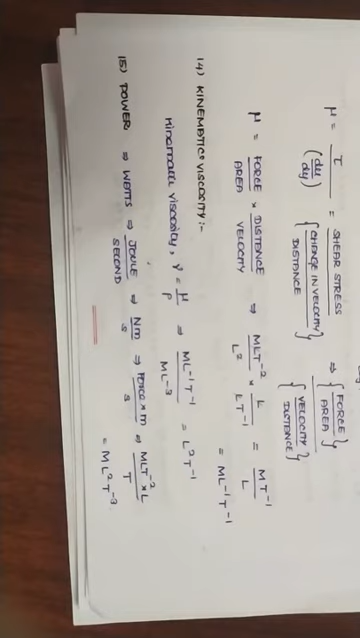 μ = τ / (du/dy) = SHEAR STRESS / {CHANGE IN VELOCITY / DISTANCE} ⇒ {FORCE / AREA} / {VELOCITY / DISTANCE}
μ = FORCE / AREA × DISTANCE / VELOCITY ⇒ MLT⁻² / L² × L / LT⁻¹ = MT⁻¹ / L
= ML⁻¹T⁻¹
14) KINEMATIC VISCOSITY:-
Kinematic viscosity, ν = μ / ρ ⇒ ML⁻¹T⁻¹ / ML⁻³ = L²T⁻¹
15) POWER ⇒ WATTS ⇒ JOULE / SECOND ⇒ Nm / s ⇒ FORCE × m / s ⇒ MLT⁻² × L / T
= ML²T⁻³